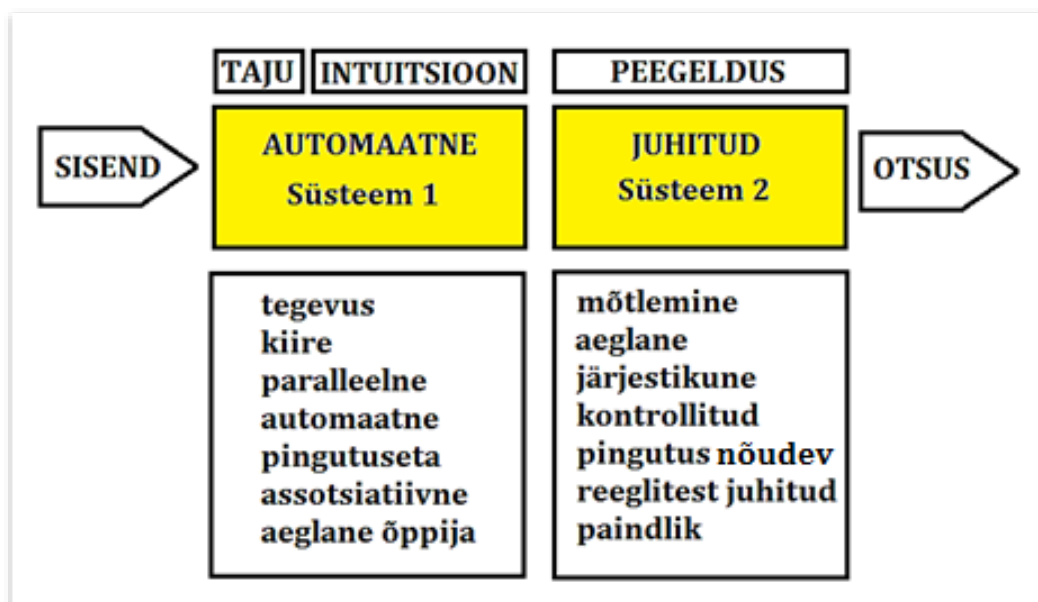 TAJU
INTUITSIOON
PEEGELDUS
SISEND
AUTOMAATNE
Süsteem 1
JUHITUD
Süsteem 2
OTSUS
tegevus
kiire
paralleelne
automaatne
pingutuseta
assotsiatiivne
aeglane õppija
mõtlemine
aeglane
järjestikune
kontrollitud
pingutus nõudev
reeglitest juhitud
paindlik